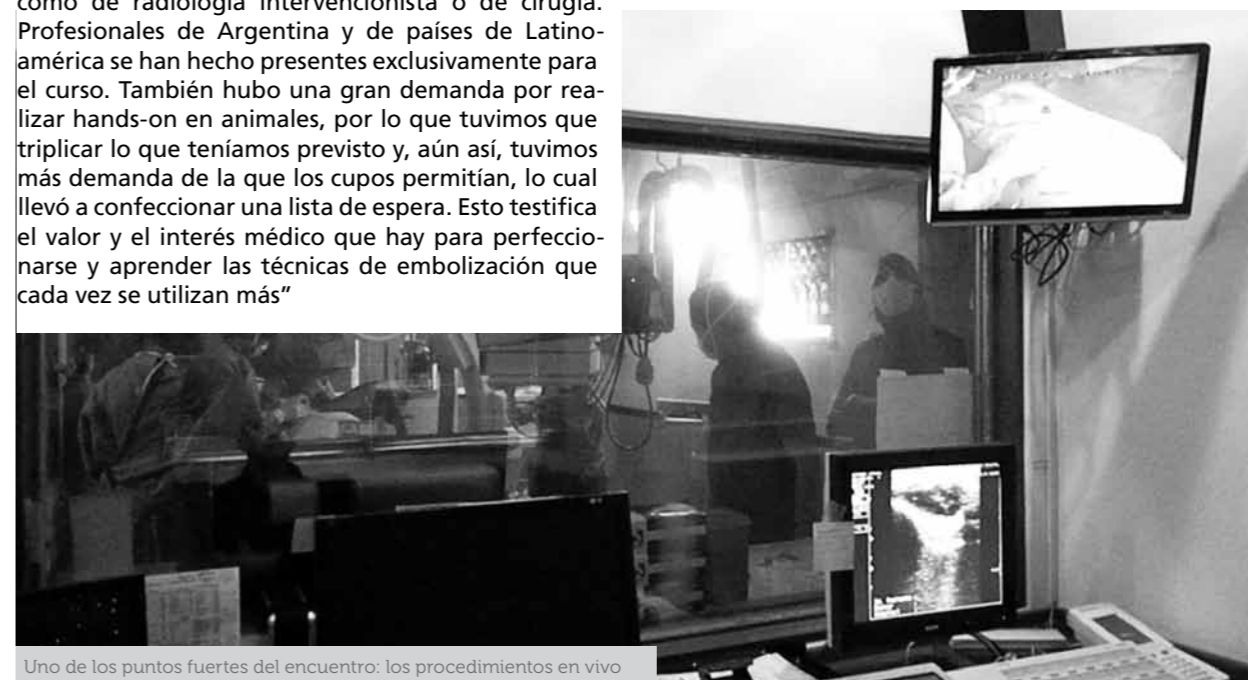 como de radiología intervencionista o de cirugía.
Profesionales de Argentina y de países de Latino-
américa se han hecho presentes exclusivamente para
el curso. También hubo una gran demanda por rea-
lizar hands-on en animales, por lo que tuvimos que
triplicar lo que teníamos previsto y, aún así, tuvimos
más demanda de la que los cupos permitían, lo cual
llevó a confeccionar una lista de espera. Esto testifica
el valor y el interés médico que hay para perfeccio-
narse y aprender las técnicas de embolización que
cada vez se utilizan más”
Uno de los puntos fuertes del encuentro: los procedimientos en vivo